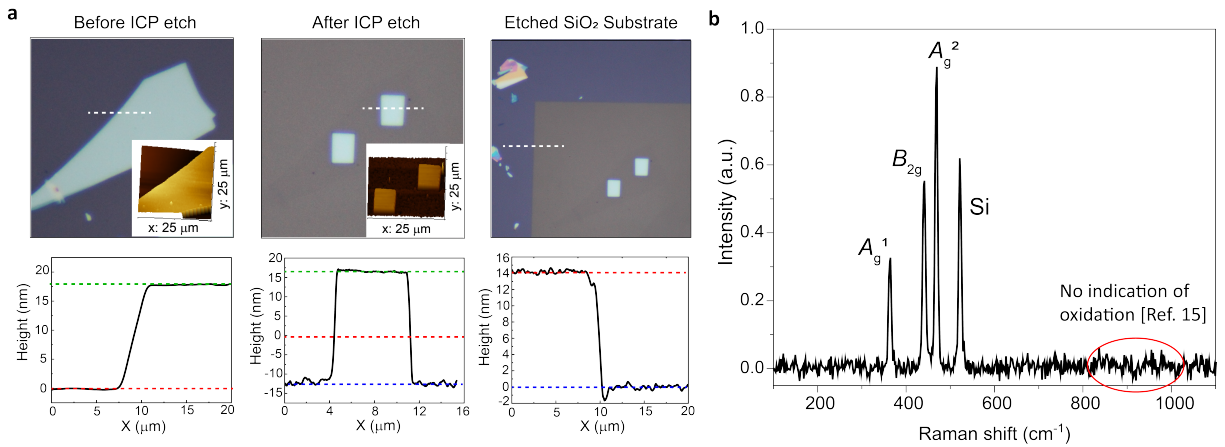 a
Before ICP etch
After ICP etch
Etched SiO₂ Substrate
x: 25 μm
y: 25 μm
x: 25 μm
y: 25 μm
Height (nm)
20
15
10
5
0
0
5
10
15
20
X (μm)
Height (nm)
20
15
10
5
0
-5
-10
-15
0
4
8
12
16
X (μm)
Height (nm)
16
14
12
10
8
6
4
2
0
-2
0
5
10
15
20
X (μm)
b
Intensity (a.u.)
1.0
0.8
0.6
0.4
0.2
0.0
Ag¹
B2g
Ag²
Si
No indication of
oxidation [Ref. 15]
200
400
600
800
1000
Raman shift (cm⁻¹)